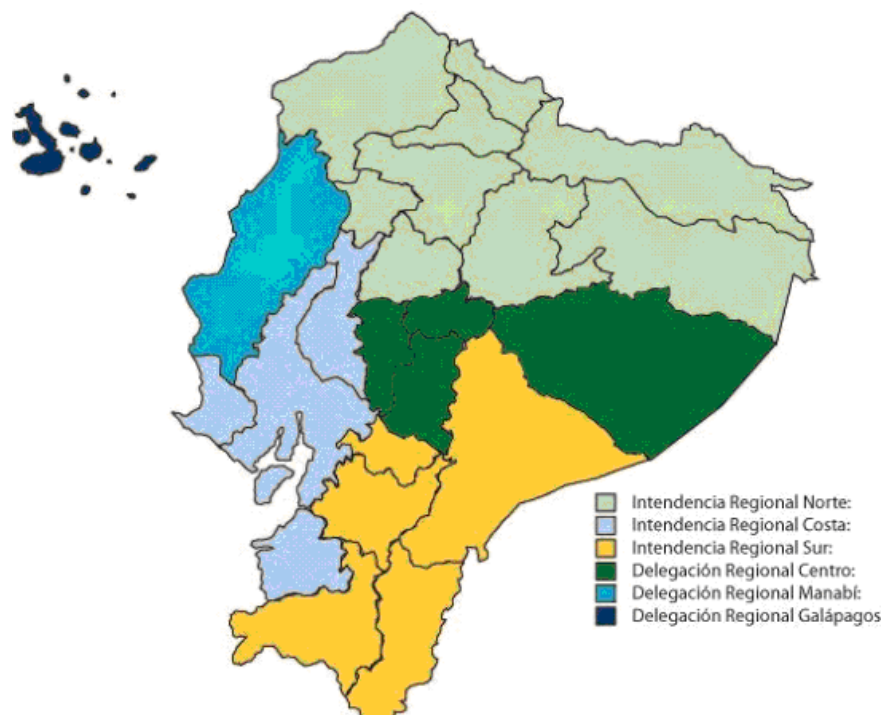 Intendencia Regional Norte:
Intendencia Regional Costa:
Intendencia Regional Sur:
Delegación Regional Centro:
Delegación Regional Manabí:
Delegación Regional Galápagos